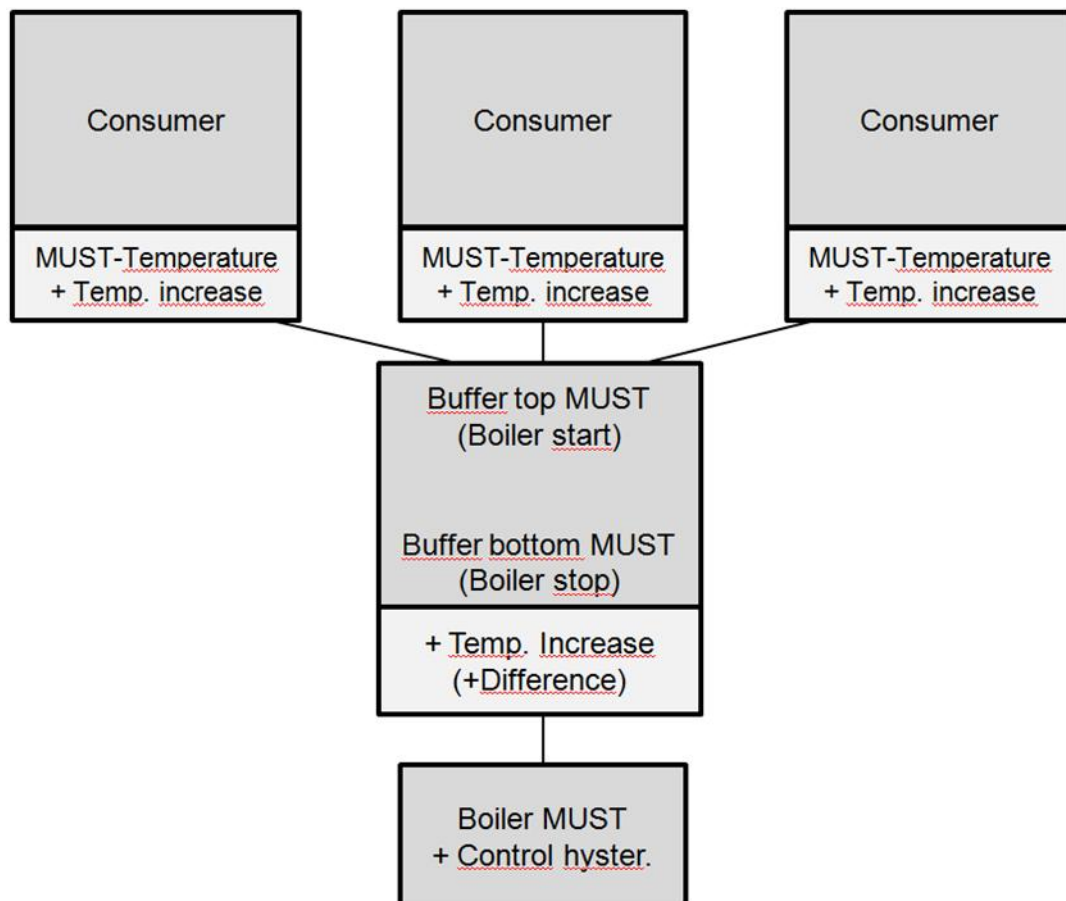 Consumer
MUST-Temperature
+ Temp. increase
Consumer
MUST-Temperature
+ Temp. increase
Consumer
MUST-Temperature
+ Temp. increase
Buffer top MUST
(Boiler start)
Buffer bottom MUST
(Boiler stop)
+ Temp. Increase
(+Difference)
Boiler MUST
+ Control hyster.